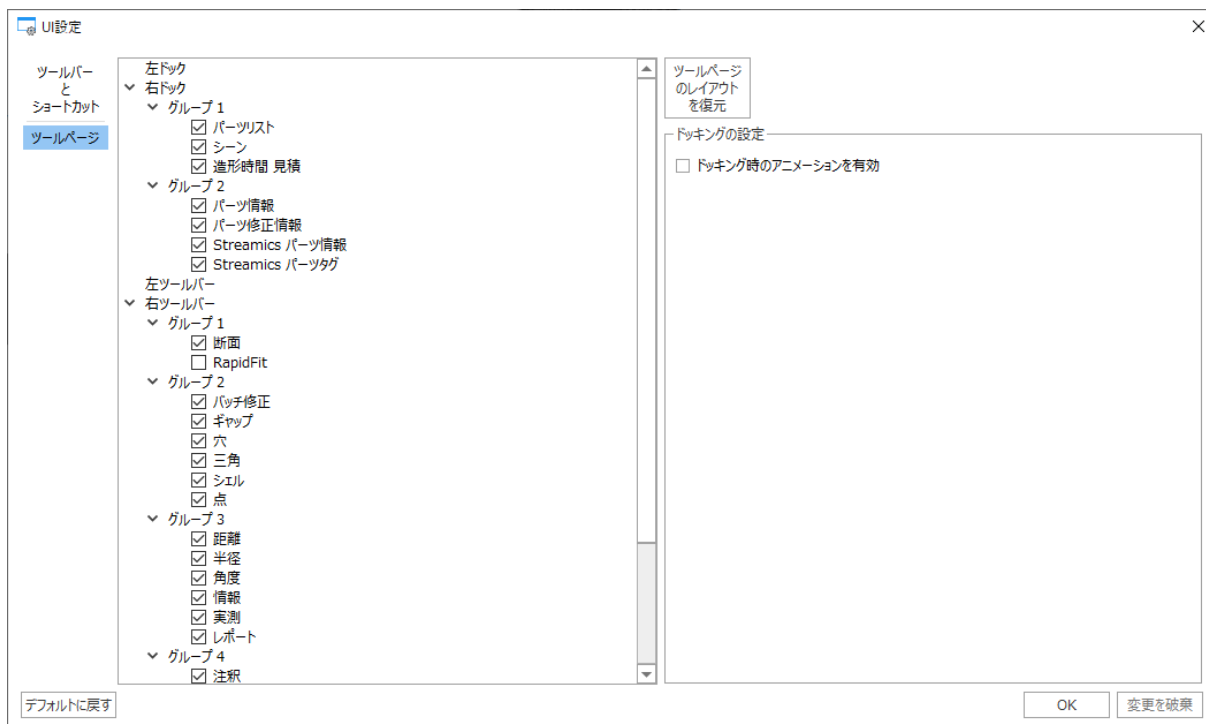 UI設定
ツールバー
と
ショートカット
ツールページ
左ドック
右ドック
グループ 1
パーツリスト
シーン
造形時間 見積
グループ 2
パーツ情報
パーツ修正情報
Streamics パーツ情報
Streamics パーツタグ
左ツールバー
右ツールバー
グループ 1
断面
RapidFit
グループ 2
バッチ修正
ギャップ
穴
三角
シェル
点
グループ 3
距離
半径
角度
情報
実測
レポート
グループ 4
注釈
ツールページ
のレイアウト
を復元
ドッキングの設定
ドッキング時のアニメーションを有効
デフォルトに戻す
OK
変更を破棄